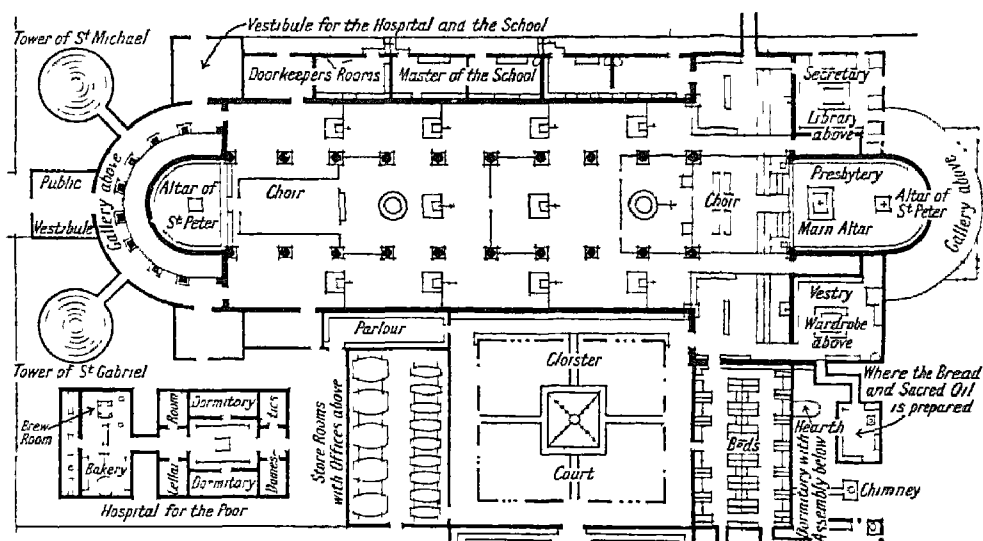 Vestibule for the Hospital and the School
Tower of St Michael
Doorkeepers Rooms
Master of the School
Secretary
Library
above
Public
Vestibule
Gallery above
Altar of
St Peter
Choir
Choir
Presbytery
Main Altar
Altar of
St Peter
Gallery above
Vestry
Wardrobe
above
Parlour
Tower of St Gabriel
Cloister
Court
Store Rooms
with Offices above
Beds
Where the Bread
and Sacred Oil
is prepared
Hearth
Dormitory with
Assembly below
Chimney
Brew-
Room
Bakery
Room
Cellar
Dormitory
Dormitory
Domes-
tics
Hospital for the Poor